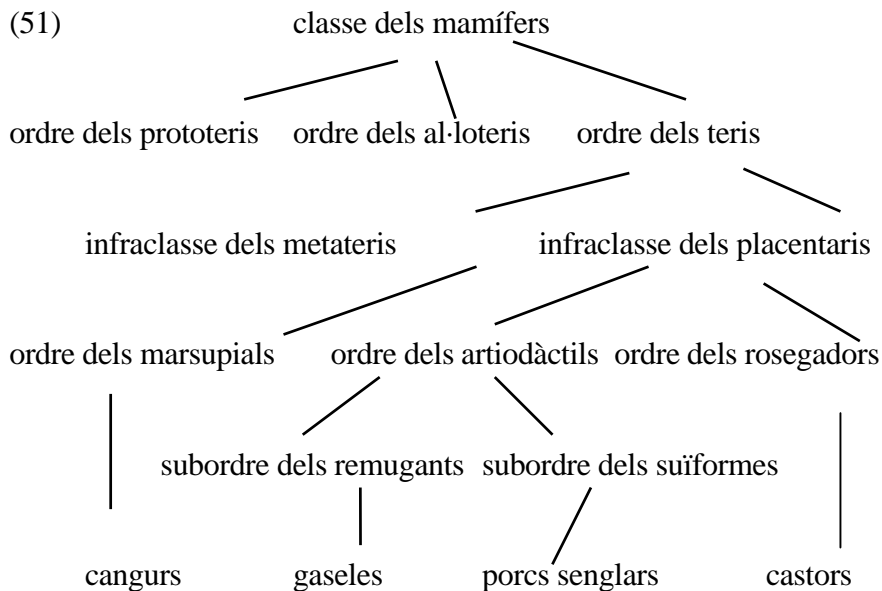 (51) classe dels mamífers
ordre dels prototeris ordre dels al·loteris ordre dels teris
infraclasse dels metateris infraclasse dels placentaris
ordre dels marsupials ordre dels artiodàctils ordre dels rosegadors
subordre dels remugants subordre dels suïformes
cangurs gaseles porcs senglars castors